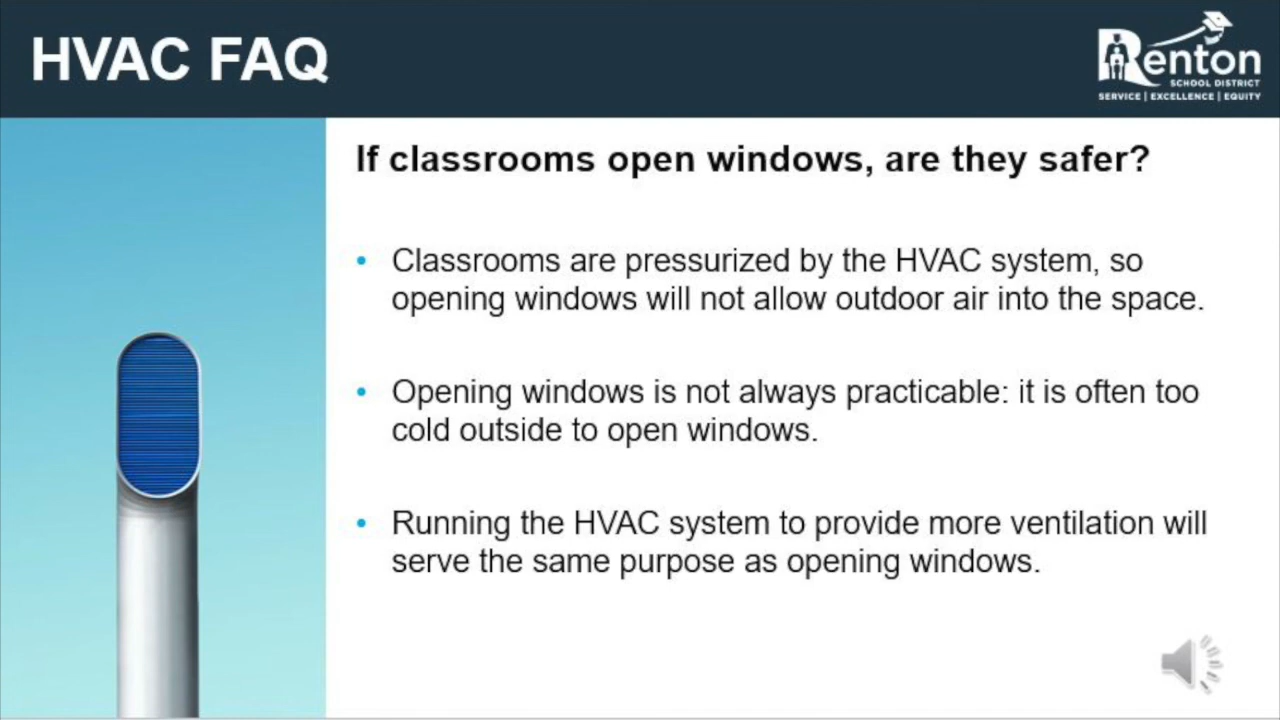 HVAC FAQ
Renton
SCHOOL DISTRICT
SERVICE | EXCELLENCE | EQUITY
If classrooms open windows, are they safer?
• Classrooms are pressurized by the HVAC system, so
opening windows will not allow outdoor air into the space.
• Opening windows is not always practicable: it is often too
cold outside to open windows.
• Running the HVAC system to provide more ventilation will
serve the same purpose as opening windows.